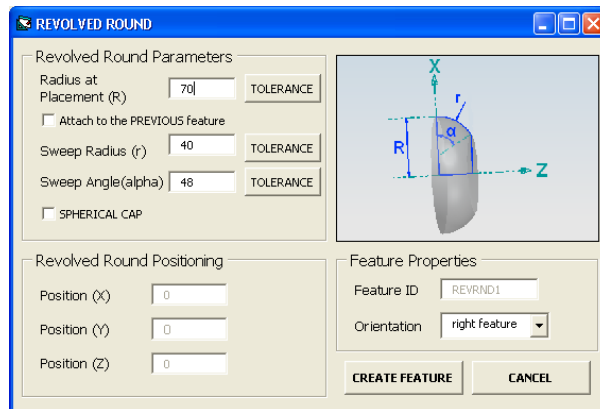 REVOLVED ROUND
Revolved Round Parameters
Radius at
Placement (R)
70
TOLERANCE
Attach to the PREVIOUS feature
Sweep Radius (r)
40
TOLERANCE
Sweep Angle(alpha)
48
TOLERANCE
SPHERICAL CAP
X
r
α
R
Z
Revolved Round Positioning
Position (X)
0
Position (Y)
0
Position (Z)
0
Feature Properties
Feature ID
REVRND1
Orientation
right feature
CREATE FEATURE
CANCEL